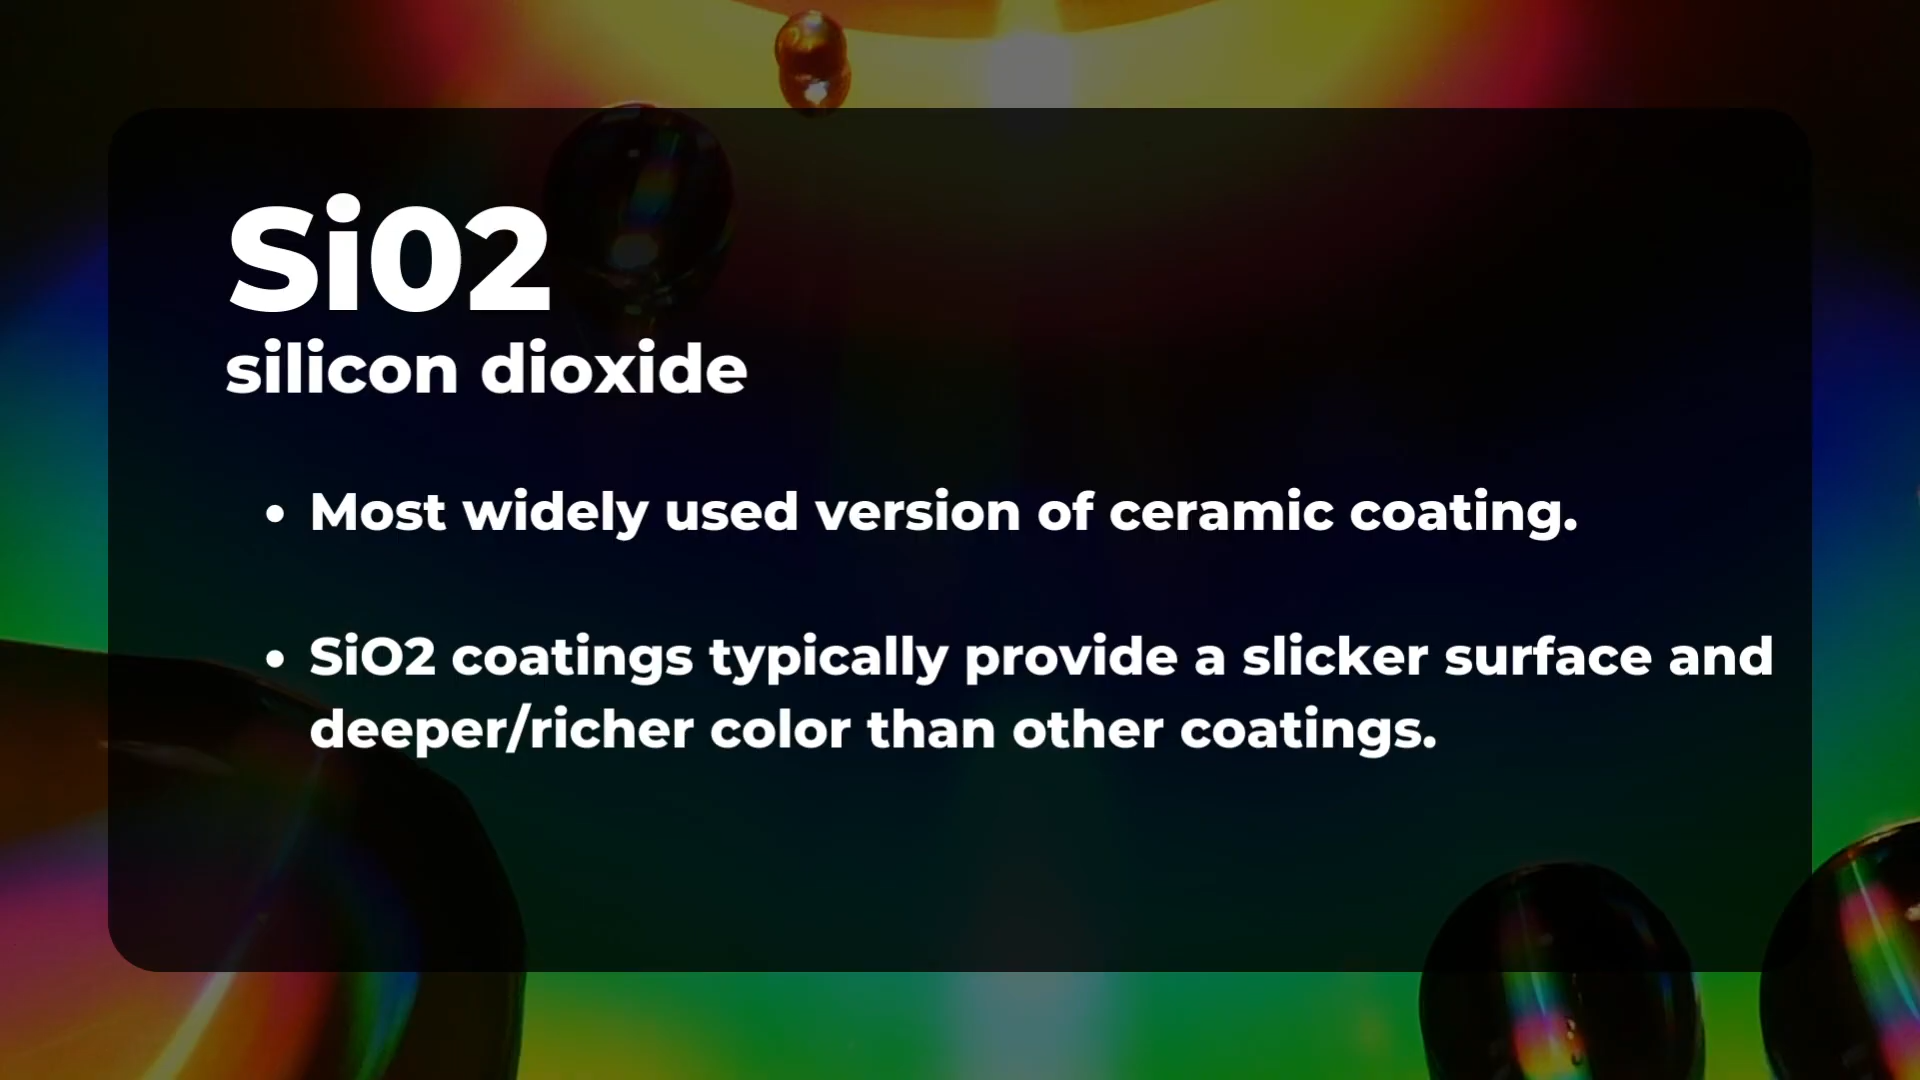 Si02
silicon dioxide
• Most widely used version of ceramic coating.
• SiO2 coatings typically provide a slicker surface and
deeper/richer color than other coatings.